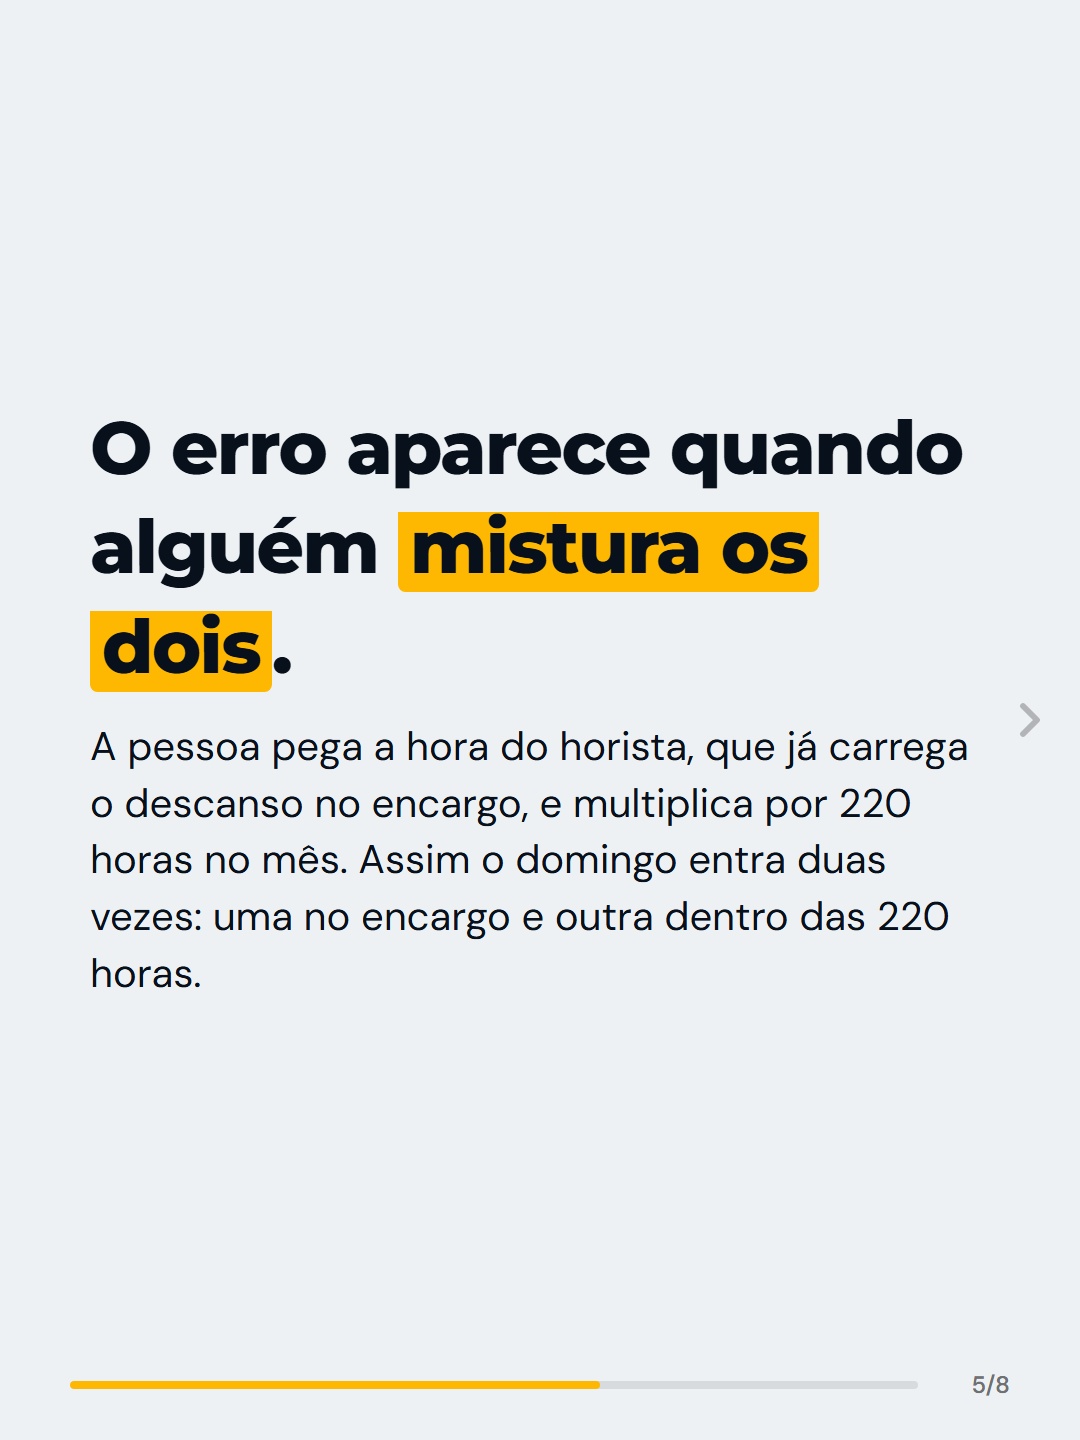 O erro aparece quando
alguém mistura os
dois.
A pessoa pega a hora do horista, que já carrega
o descanso no encargo, e multiplica por 220
horas no mês. Assim o domingo entra duas
vezes: uma no encargo e outra dentro das 220
horas.
5/8